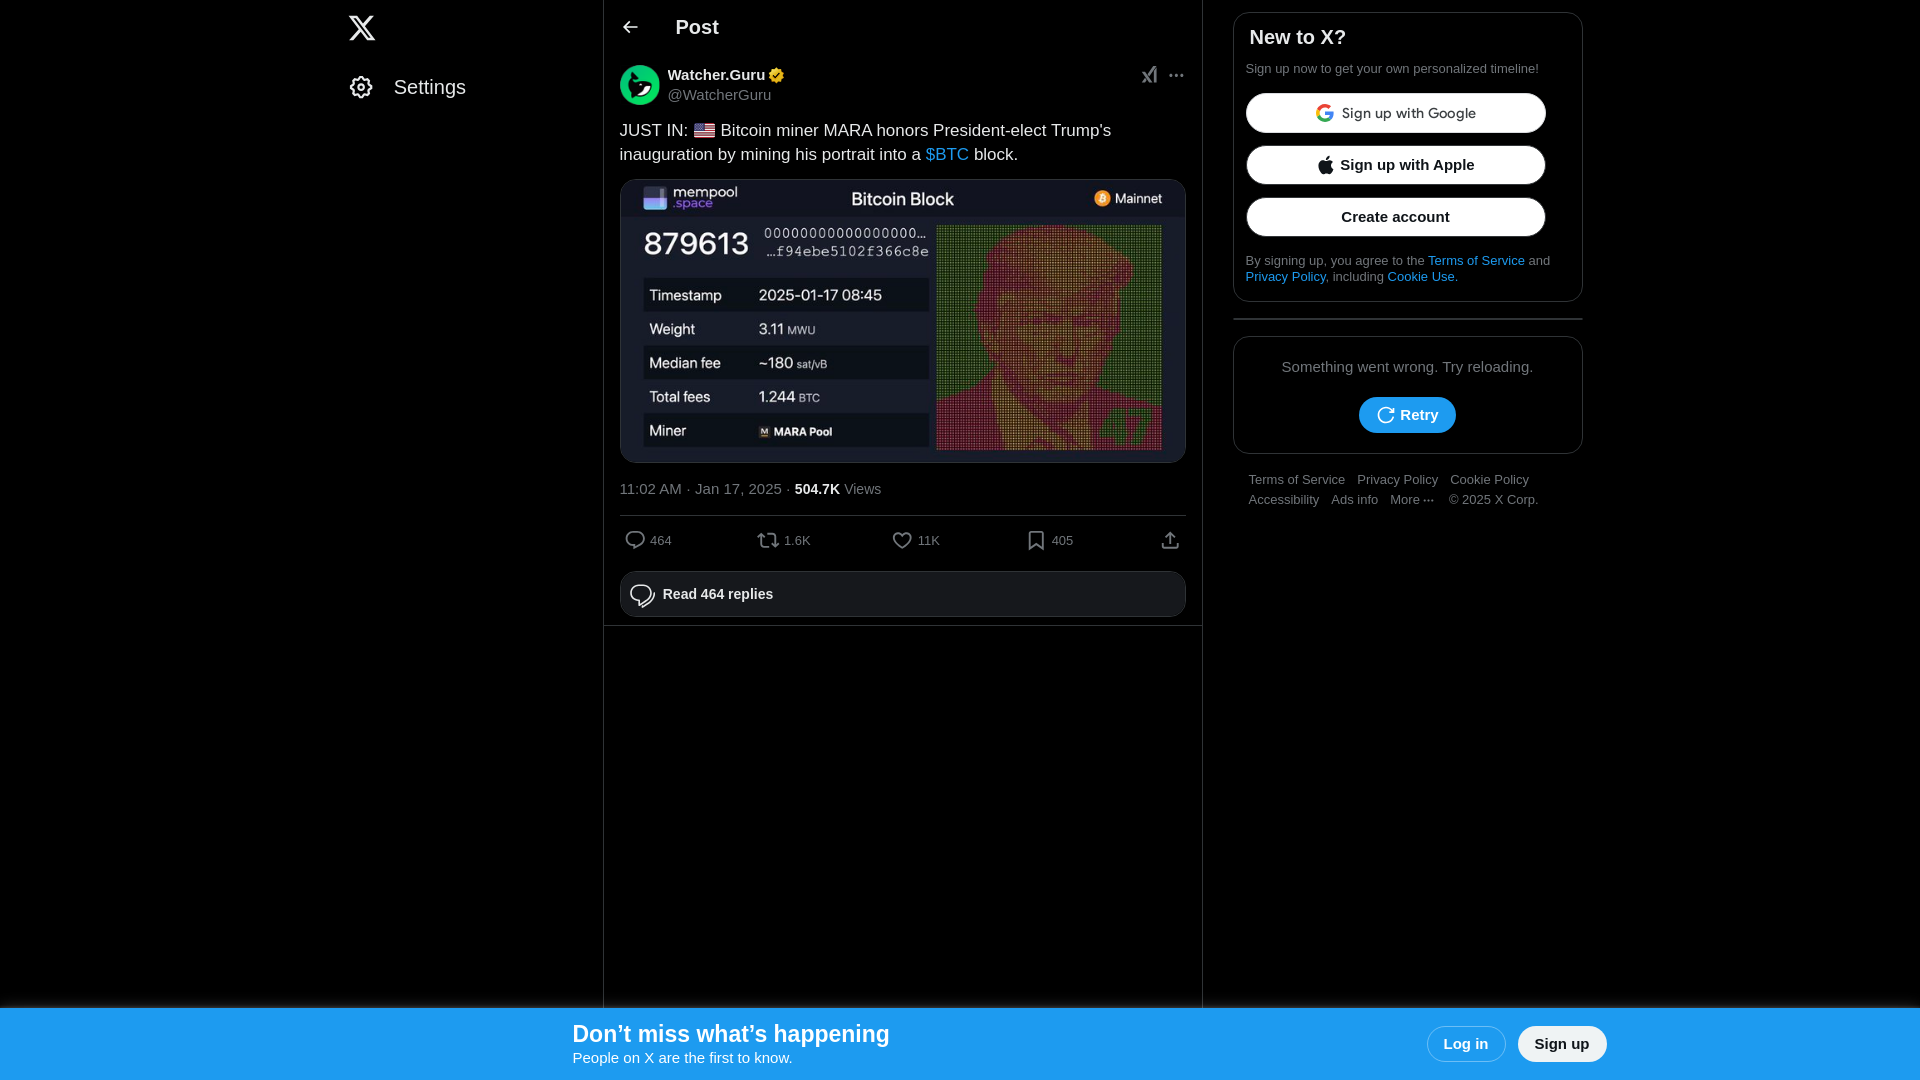 Settings
Post
Watcher.Guru
@WatcherGuru
JUST IN: 🇺🇸 Bitcoin miner MARA honors President-elect Trump's
inauguration by mining his portrait into a $BTC block.
mempool
.space
Bitcoin Block
Mainnet
879613
00000000000000000…
…f94ebe5102f366c8e
Timestamp 2025-01-17 08:45
Weight 3.11 MWU
Median fee ~180 sat/vB
Total fees 1.244 BTC
Miner MARA Pool
47
11:02 AM · Jan 17, 2025 · 504.7K Views
464 1.6K 11K 405
Read 464 replies
New to X?
Sign up now to get your own personalized timeline!
Sign up with Google
Sign up with Apple
Create account
By signing up, you agree to the Terms of Service and
Privacy Policy, including Cookie Use.
Something went wrong. Try reloading.
Retry
Terms of Service Privacy Policy Cookie Policy
Accessibility Ads info More ··· © 2025 X Corp.
Don’t miss what’s happening
People on X are the first to know.
Log in
Sign up